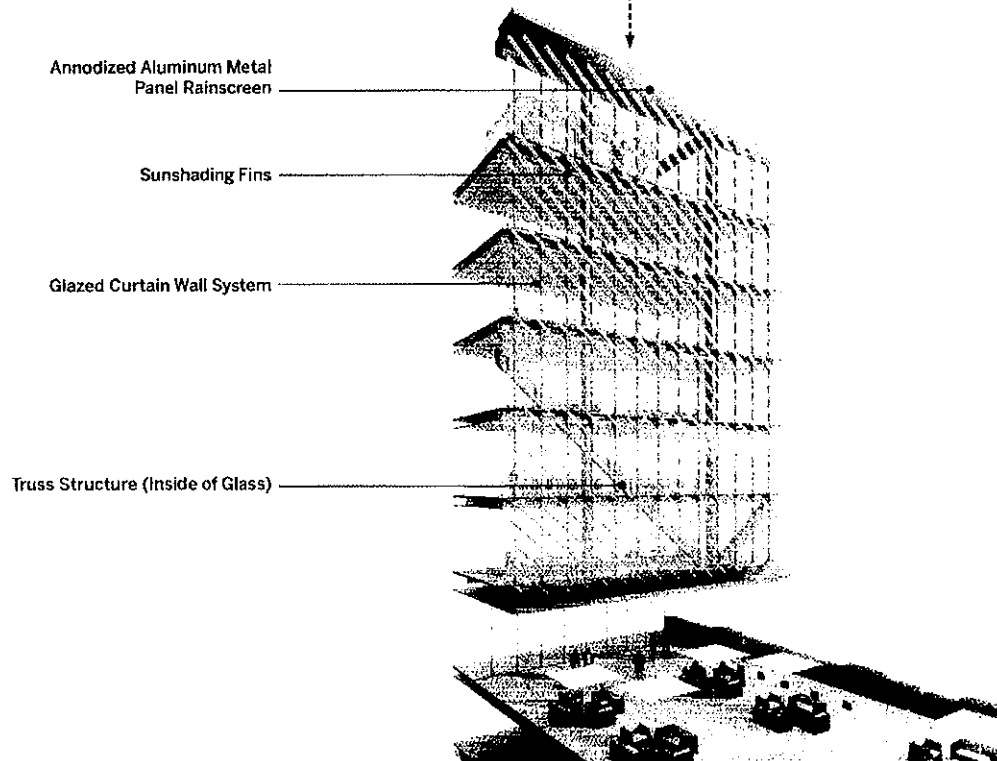 Annodized Aluminum Metal
Panel Rainscreen
Sunshading Fins
Glazed Curtain Wall System
Truss Structure (Inside of Glass)